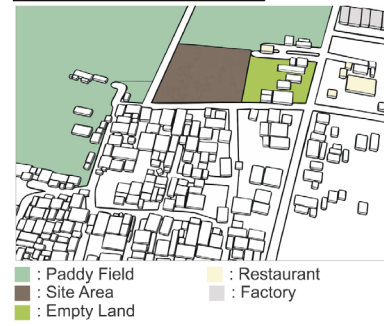 : Paddy Field
: Site Area
: Empty Land
: Restaurant
: Factory